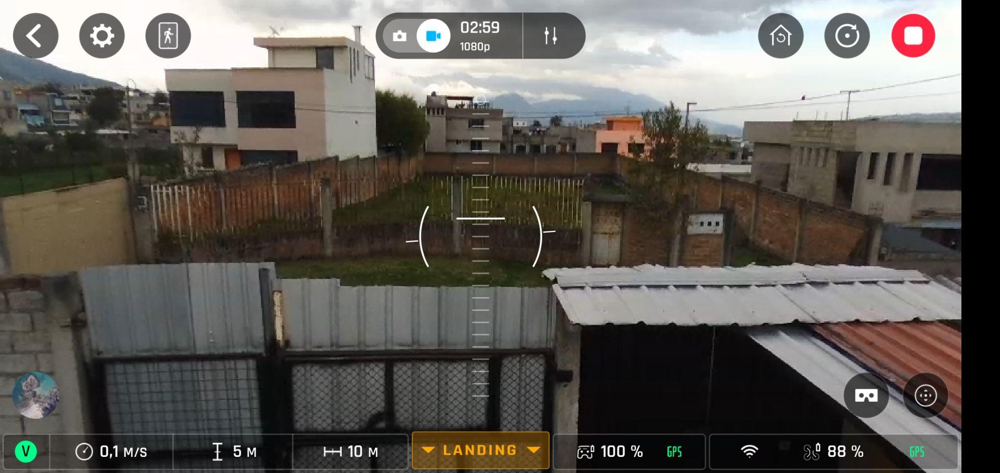 02:59
1080p
V
0,1 M/S
5 M
10 M
LANDING
100 %
GPS
88 %
GPS